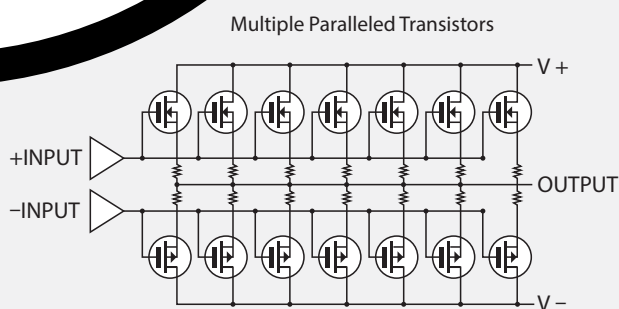 Multiple Paralleled Transistors
V +
+INPUT
OUTPUT
–INPUT
V –